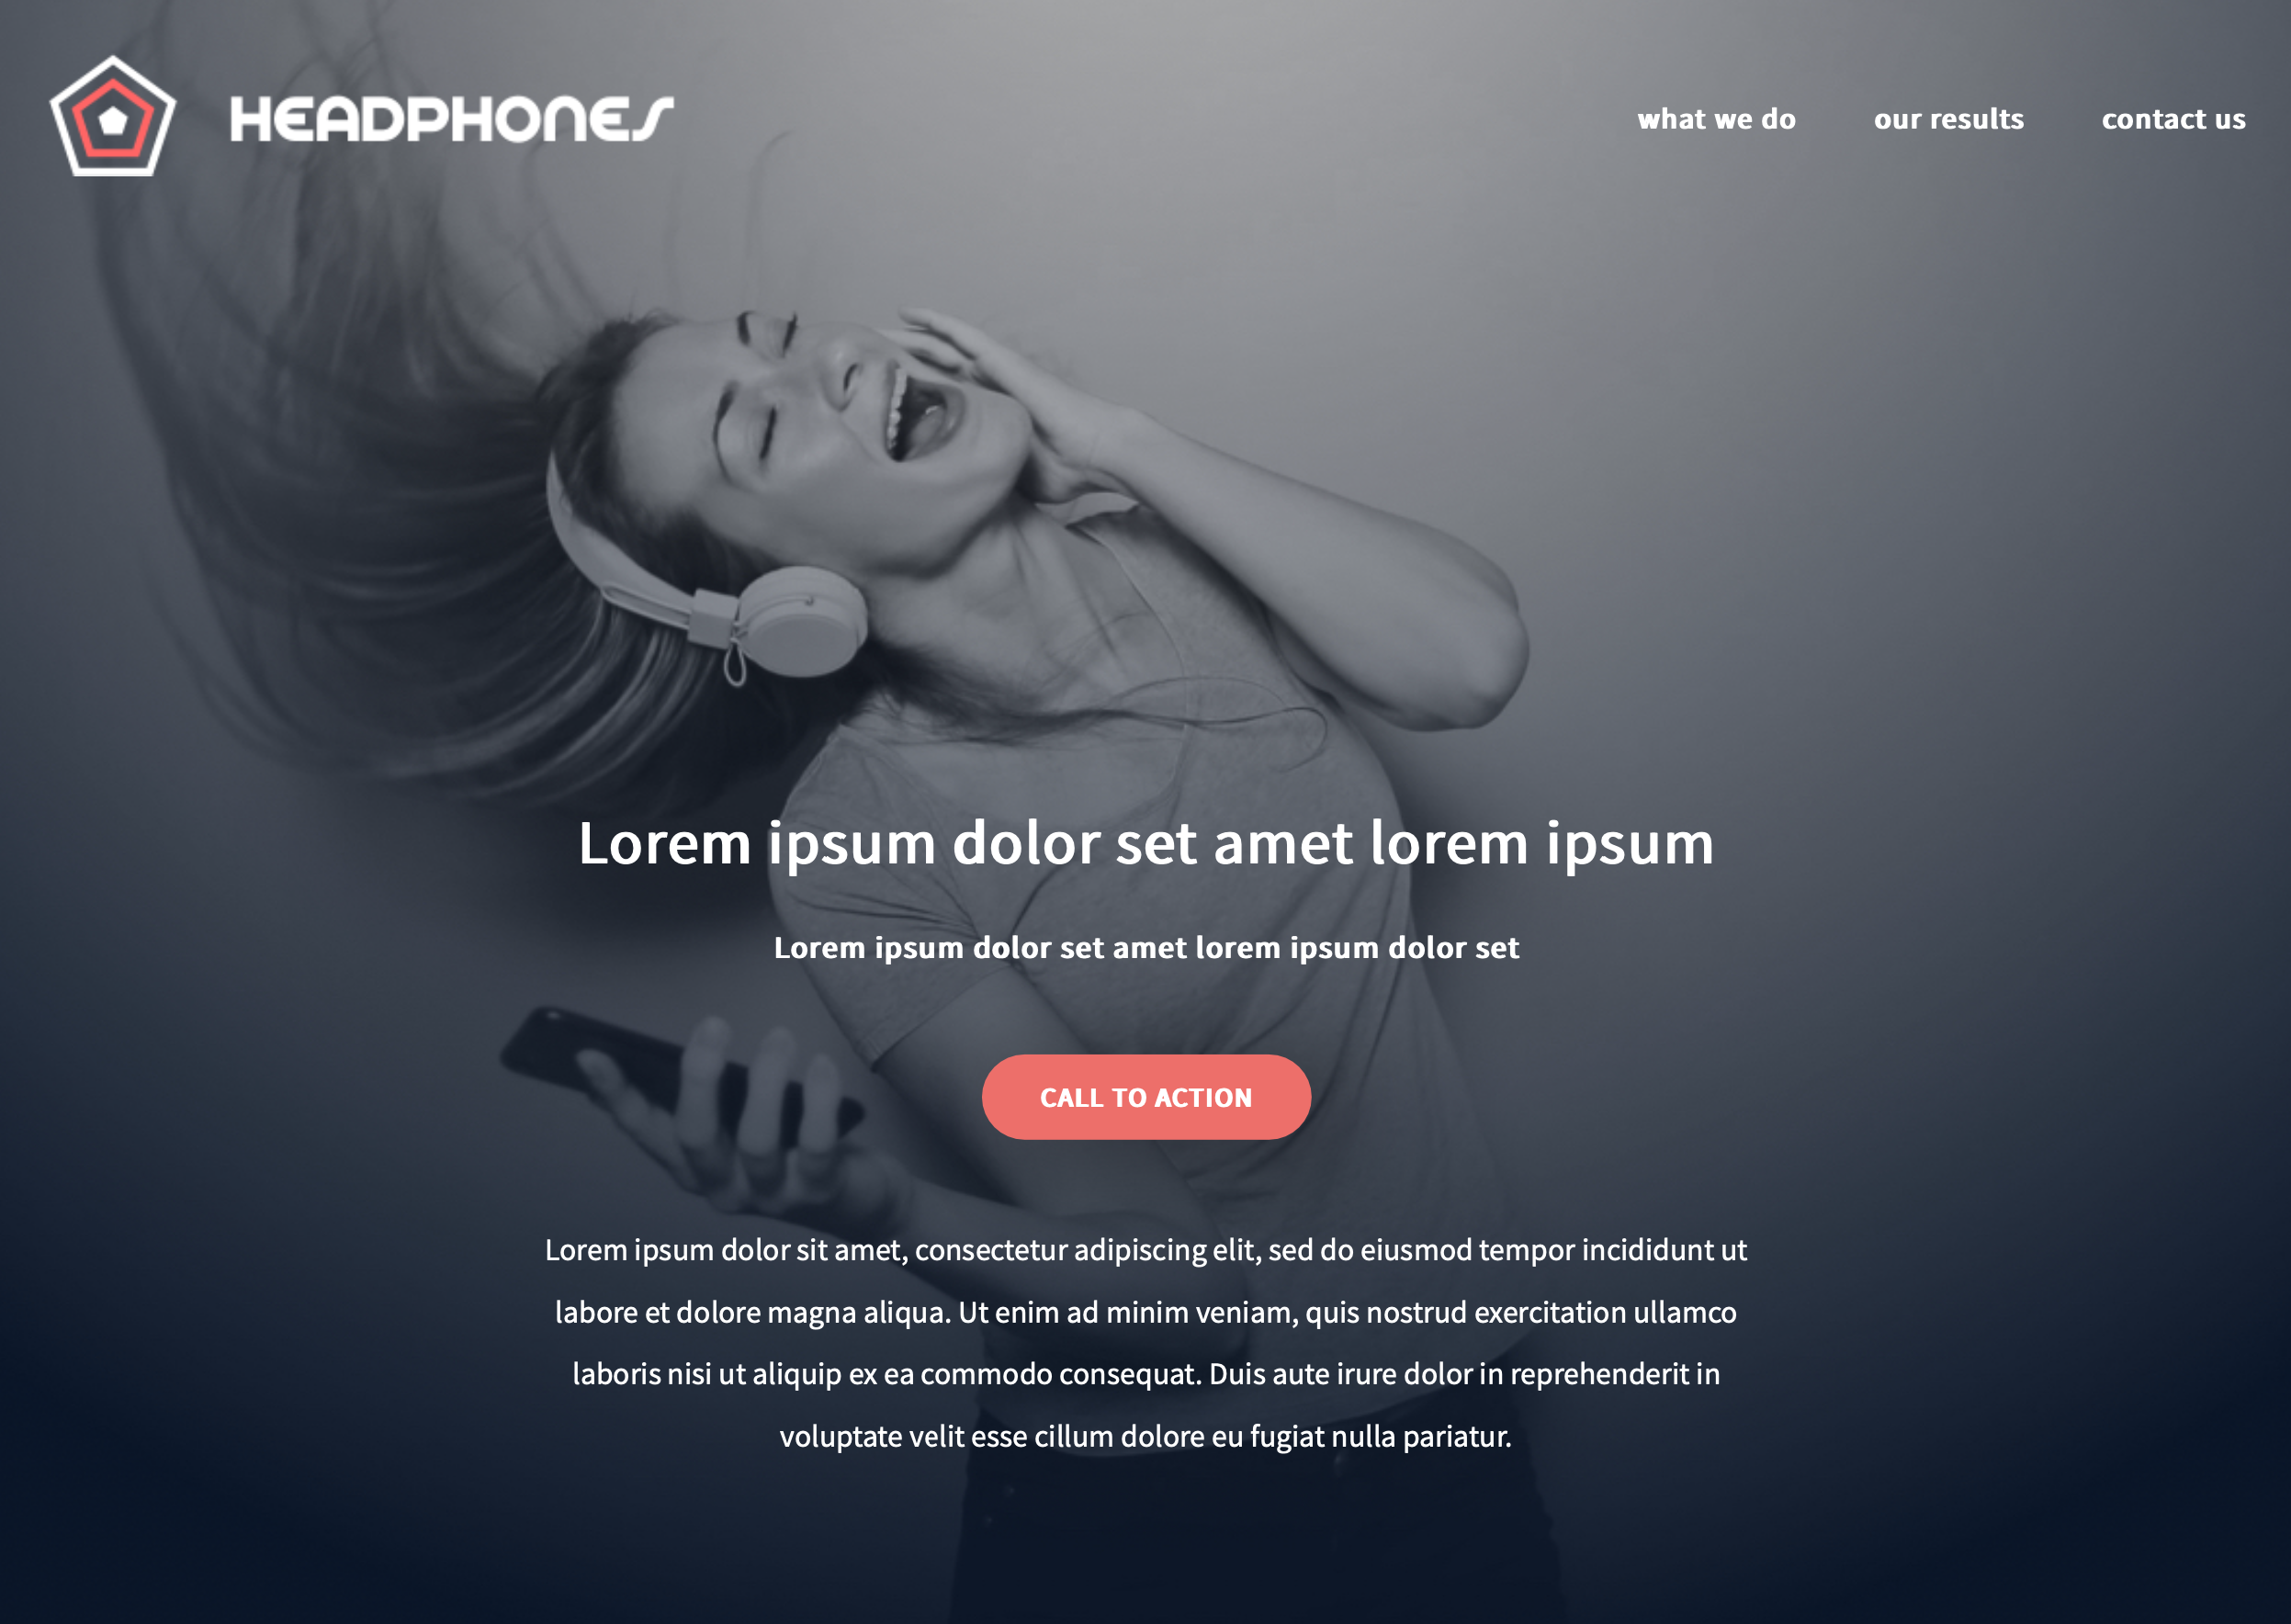 HEADPHONES
what we do our results contact us
Lorem ipsum dolor set amet lorem ipsum
Lorem ipsum dolor set amet lorem ipsum dolor set
CALL TO ACTION
Lorem ipsum dolor sit amet, consectetur adipiscing elit, sed do eiusmod tempor incididunt ut
labore et dolore magna aliqua. Ut enim ad minim veniam, quis nostrud exercitation ullamco
laboris nisi ut aliquip ex ea commodo consequat. Duis aute irure dolor in reprehenderit in
voluptate velit esse cillum dolore eu fugiat nulla pariatur.